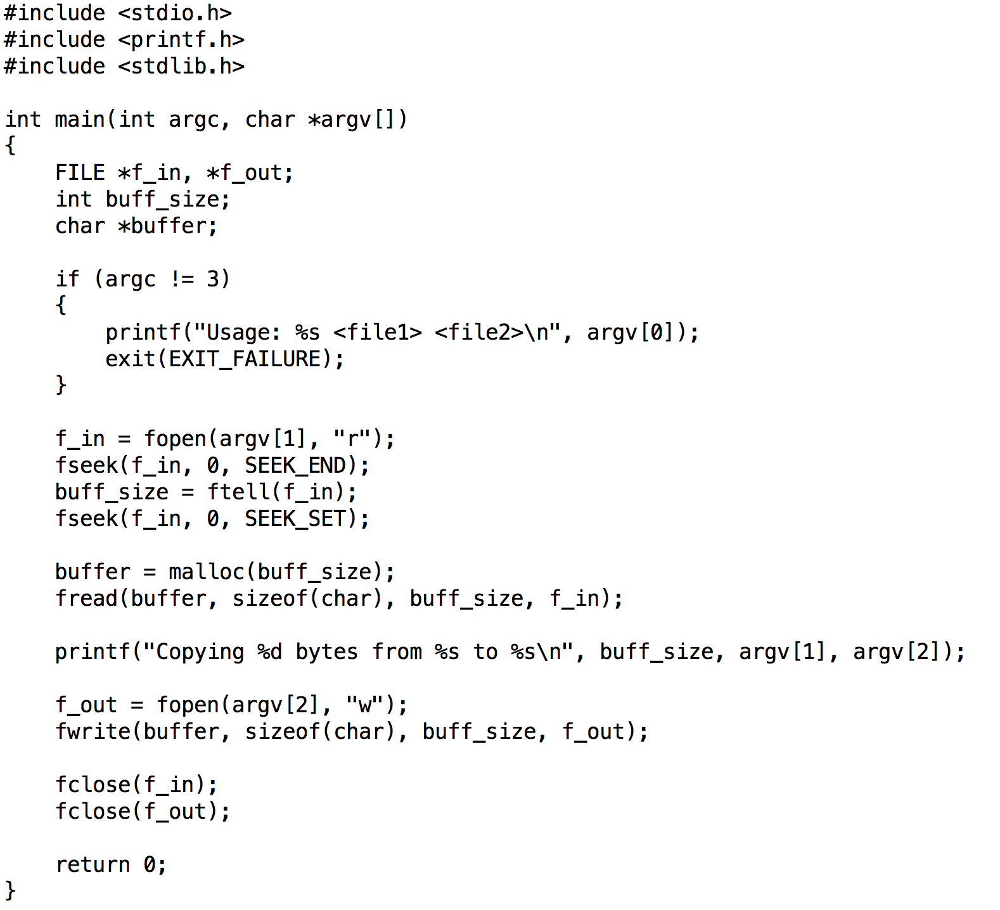 #include <stdio.h>
#include <printf.h>
#include <stdlib.h>

int main(int argc, char *argv[])
{
    FILE *f_in, *f_out;
    int buff_size;
    char *buffer;

    if (argc != 3)
    {
        printf("Usage: %s <file1> <file2>\n", argv[0]);
        exit(EXIT_FAILURE);
    }

    f_in = fopen(argv[1], "r");
    fseek(f_in, 0, SEEK_END);
    buff_size = ftell(f_in);
    fseek(f_in, 0, SEEK_SET);

    buffer = malloc(buff_size);
    fread(buffer, sizeof(char), buff_size, f_in);

    printf("Copying %d bytes from %s to %s\n", buff_size, argv[1], argv[2]);

    f_out = fopen(argv[2], "w");
    fwrite(buffer, sizeof(char), buff_size, f_out);

    fclose(f_in);
    fclose(f_out);

    return 0;
}